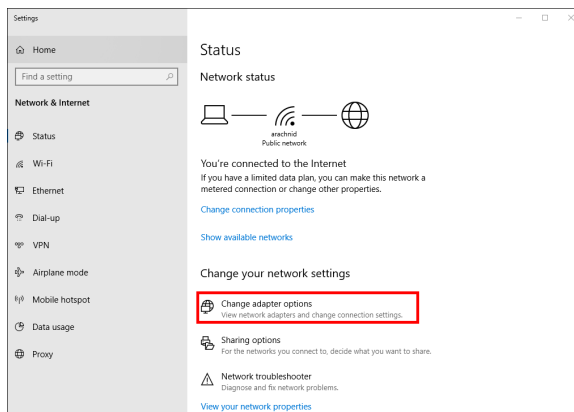 Settings
Home
Find a setting
Network & Internet
Status
Wi-Fi
Ethernet
Dial-up
VPN
Airplane mode
Mobile hotspot
Data usage
Proxy
Status
Network status
arachnid
Public network
You're connected to the Internet
If you have a limited data plan, you can make this network a
metered connection or change other properties.
Change connection properties
Show available networks
Change your network settings
Change adapter options
View network adapters and change connection settings.
Sharing options
For the networks you connect to, decide what you want to share.
Network troubleshooter
Diagnose and fix network problems.
View your network properties